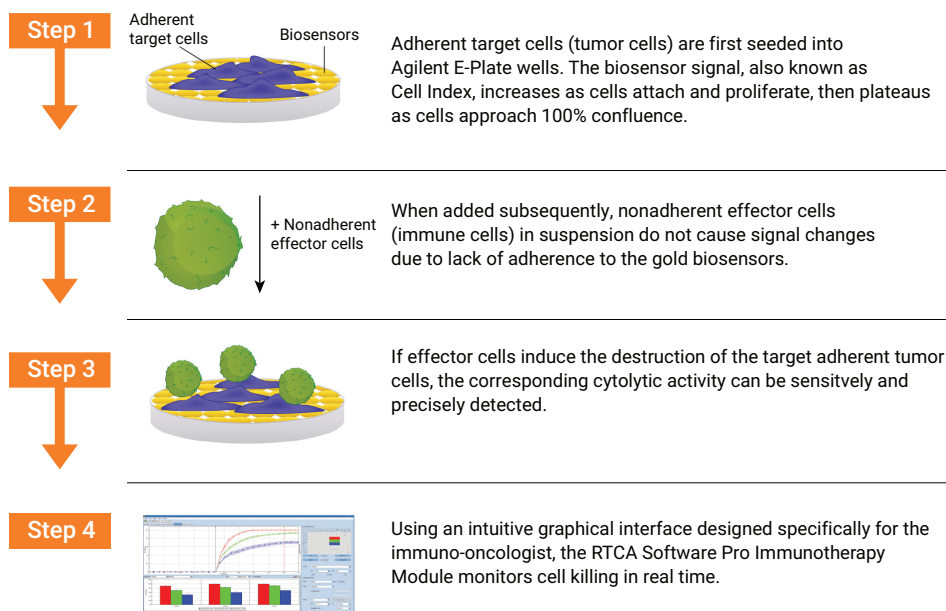 Step 1
Adherent
target cells
Biosensors
Adherent target cells (tumor cells) are first seeded into
Agilent E-Plate wells. The biosensor signal, also known as
Cell Index, increases as cells attach and proliferate, then plateaus
as cells approach 100% confluence.
Step 2
+ Nonadherent
effector cells
When added subsequently, nonadherent effector cells
(immune cells) in suspension do not cause signal changes
due to lack of adherence to the gold biosensors.
Step 3
If effector cells induce the destruction of the target adherent tumor
cells, the corresponding cytolytic activity can be sensitvely and
precisely detected.
Step 4
Using an intuitive graphical interface designed specifically for the
immuno-oncologist, the RTCA Software Pro Immunotherapy
Module monitors cell killing in real time.